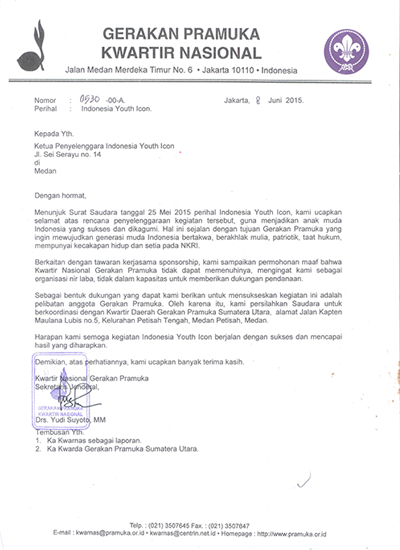 GERAKAN PRAMUKA
KWARTIR NASIONAL
Jalan Medan Merdeka Timur No. 6 • Jakarta 10110 • Indonesia
Nomor : 0530 -00-A. Jakarta, 8 Juni 2015.
Perihal : Indonesia Youth Icon.
Kepada Yth.
Ketua Penyelenggara Indonesia Youth Icon
Jl. Sei Serayu no. 14
di
Medan
Dengan hormat,
Menunjuk Surat Saudara tanggal 25 Mei 2015 perihal Indonesia Youth Icon, kami ucapkan
selamat atas rencana penyelenggaraan kegiatan tersebut, guna menjadikan anak muda
Indonesia yang sukses dan dikagumi. Hal ini sejalan dengan tujuan Gerakan Pramuka yang
ingin mewujudkan generasi muda Indonesia bertakwa, berakhlak mulia, patriotik, taat hukum,
mempunyai kecakapan hidup dan setia pada NKRI.
Berkaitan dengan tawaran kerjasama sponsorship, kami sampaikan permohonan maaf bahwa
Kwartir Nasional Gerakan Pramuka tidak dapat memenuhinya, mengingat kami sebagai
organisasi nir laba, tidak dalam kapasitas untuk memberikan dukungan pendanaan.
Sebagai bentuk dukungan yang dapat kami berikan untuk mensukseskan kegiatan ini adalah
pelibatan anggota Gerakan Pramuka. Oleh karena itu, kami persilahkan Saudara untuk
berkoordinasi dengan Kwartir Daerah Gerakan Pramuka Sumatera Utara, alamat Jalan Kapten
Maulana Lubis no.5, Kelurahan Petisah Tengah, Medan Petisah, Medan.
Harapan kami semoga kegiatan Indonesia Youth Icon berjalan dengan sukses dan mencapai
hasil yang diharapkan.
Demikian, atas perhatiannya, kami ucapkan banyak terima kasih.
Kwartir Nasional Gerakan Pramuka
Sekretaris Jenderal,
GERAKAN PRAMUKA
KWARTIR NASIONAL
Drs. Yudi Suyoto, MM
Tembusan Yth.
1. Ka Kwarnas sebagai laporan.
2. Ka Kwarda Gerakan Pramuka Sumatera Utara.
Telp. : (021) 3507645 Fax. : (021) 3507647
E-mail : kwarnas@pramuka.or.id • kwarnas@centrin.net.id • Homepage : http://www.pramuka.or.id